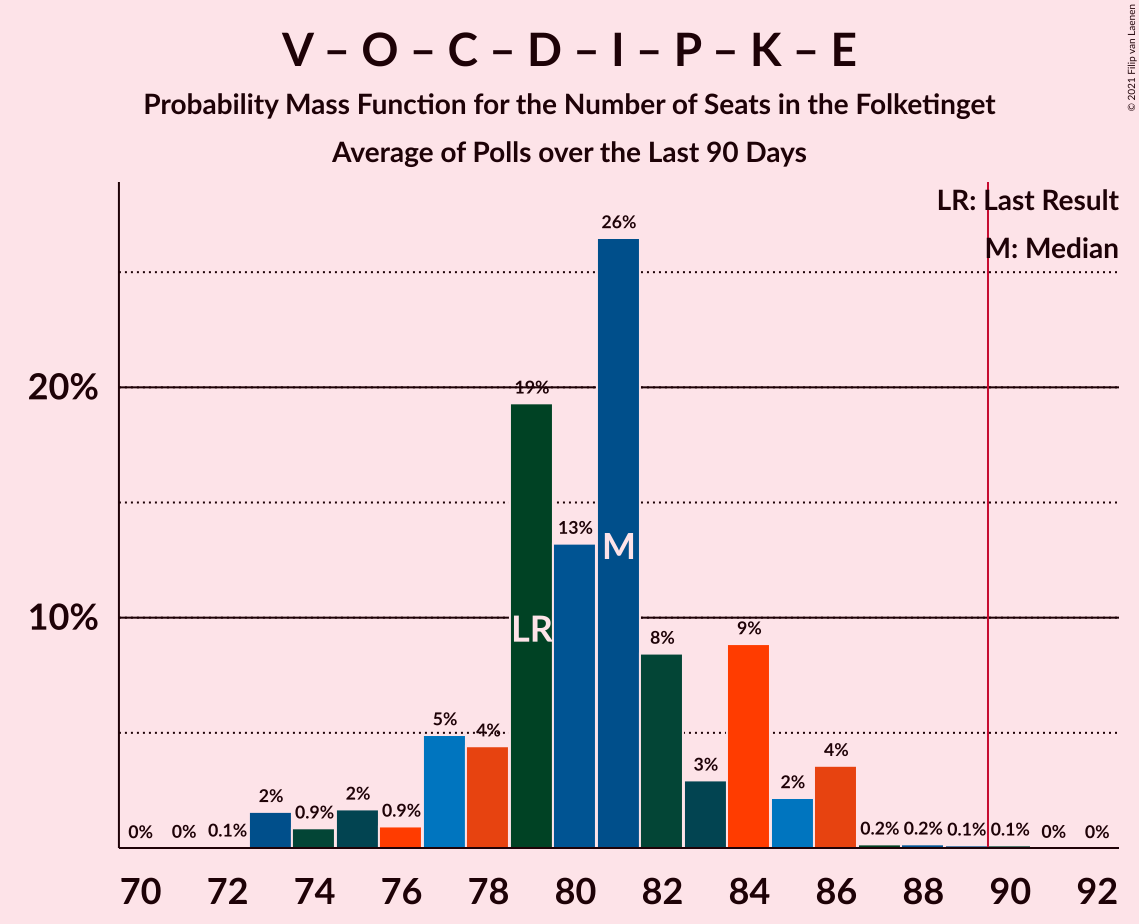 V – O – C – D – I – P – K – E
Probability Mass Function for the Number of Seats in the Folketinget
Average of Polls over the Last 90 Days
© 2021 Filip van Laenen
LR: Last Result
M: Median
26%
20%
19%
13%
M
10%
LR
9%
8%
5%
4%
4%
3%
2%
2%
2%
0.9%
0.9%
0% 0% 0.1%
0.2% 0.2% 0.1% 0.1% 0% 0%
70 72 74 76 78 80 82 84 86 88 90 92